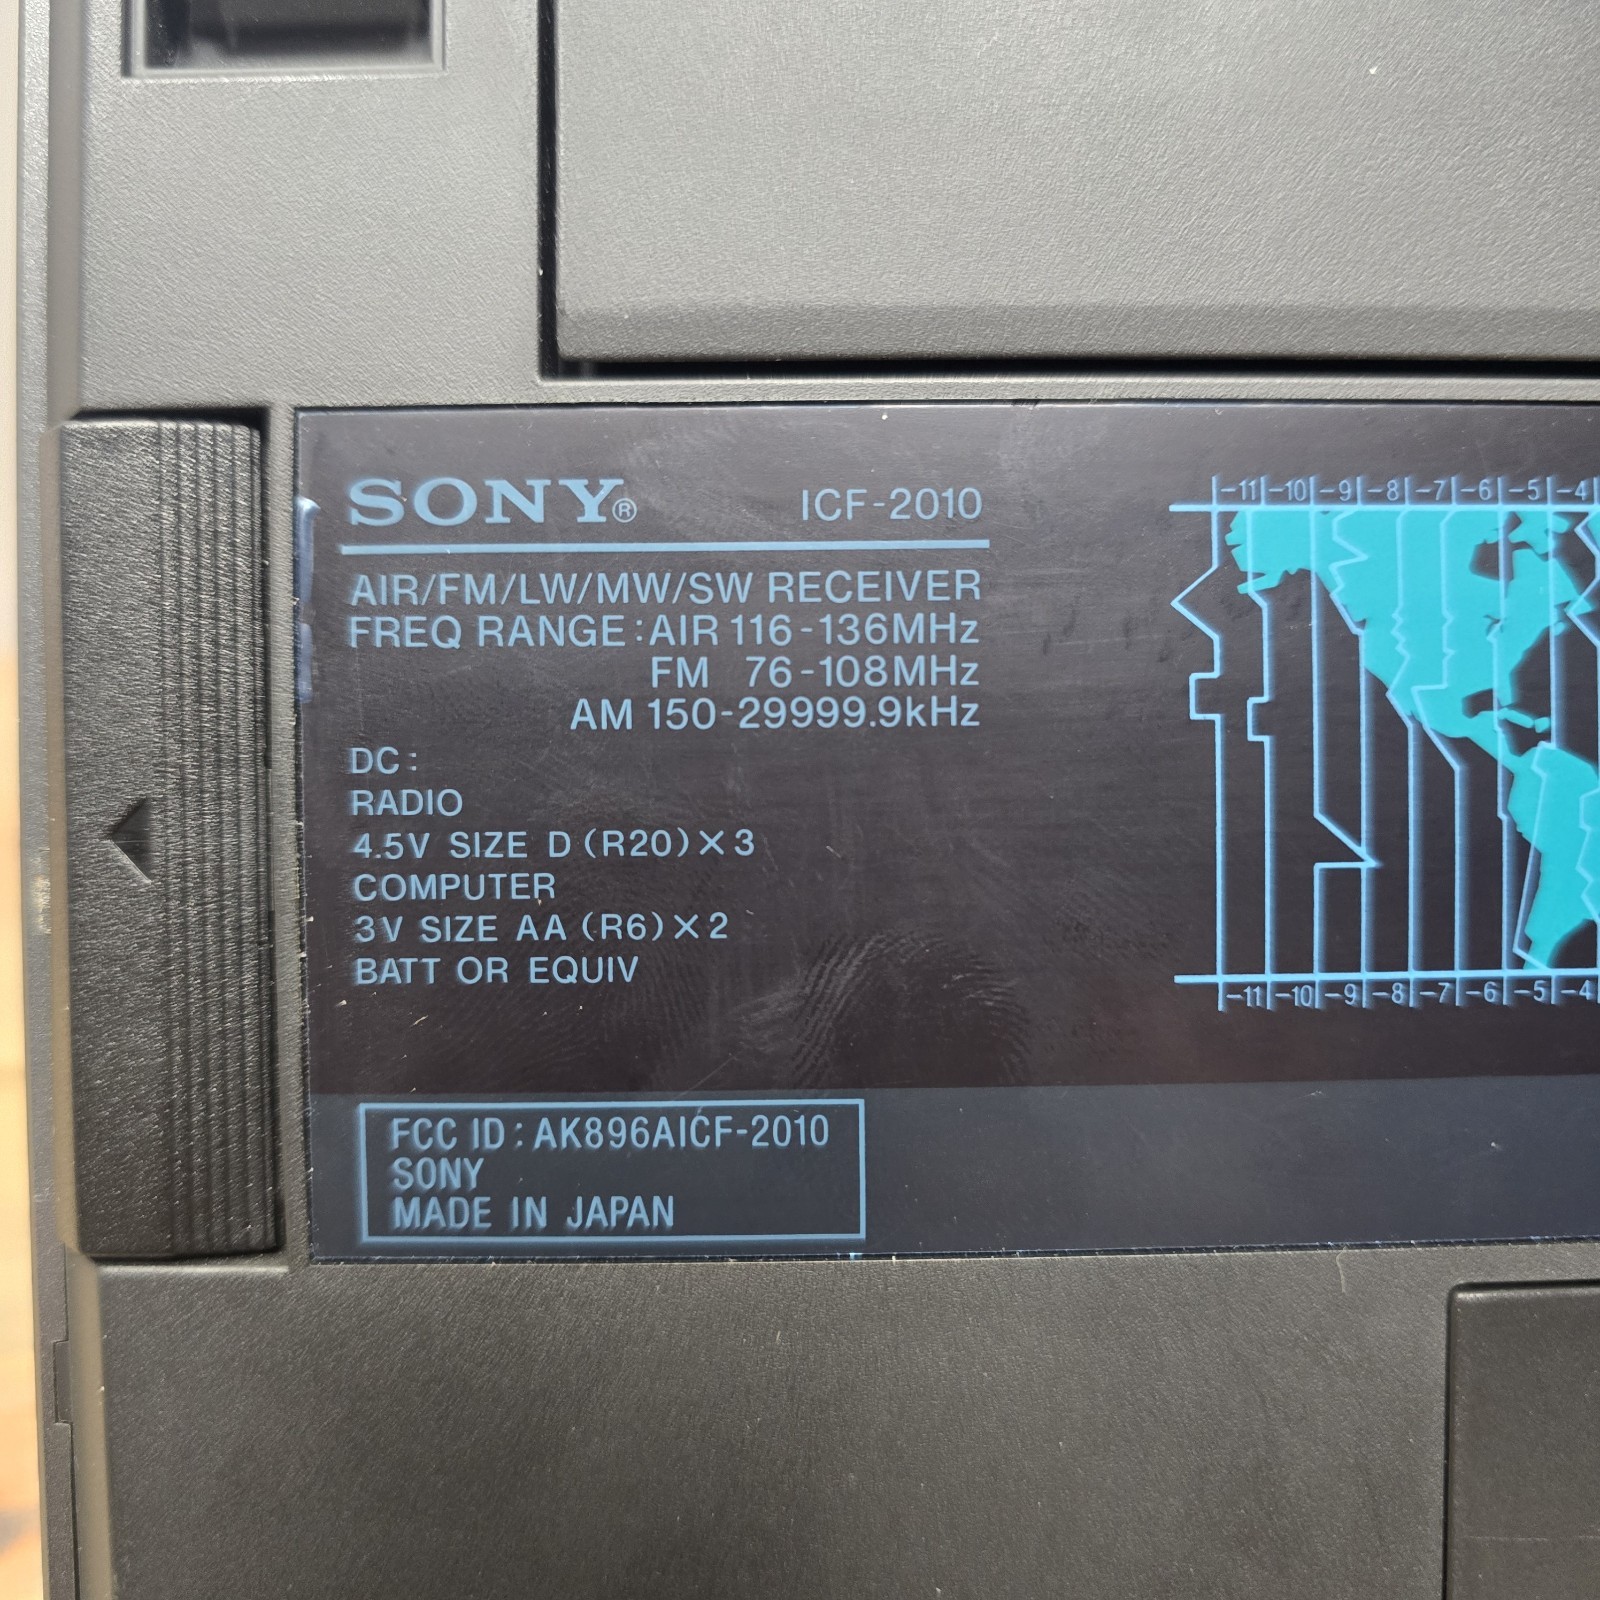 SONY®
ICF-2010
AIR/FM/LW/MW/SW RECEIVER
FREQ RANGE:AIR 116-136MHz
FM 76-108MHz
AM 150-29999.9kHz
DC:
RADIO
4.5V SIZE D (R20)×3
COMPUTER
3V SIZE AA (R6)×2
BATT OR EQUIV
FCC ID:AK896AICF-2010
SONY
MADE IN JAPAN
-11 -10 -9 -8 -7 -6 -5 -4
-11 -10 -9 -8 -7 -6 -5 -4